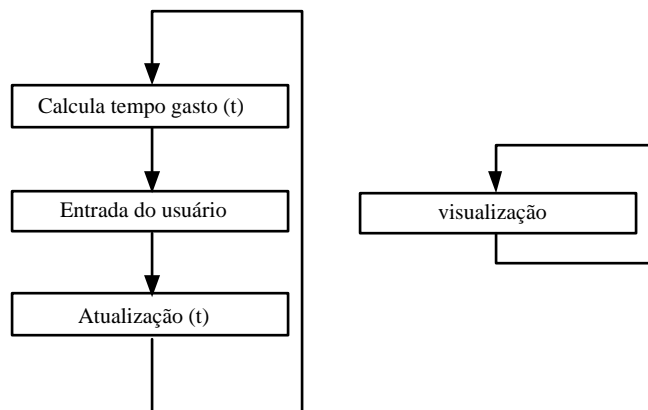 Calcula tempo gasto (t)
Entrada do usuário
visualização
Atualização (t)